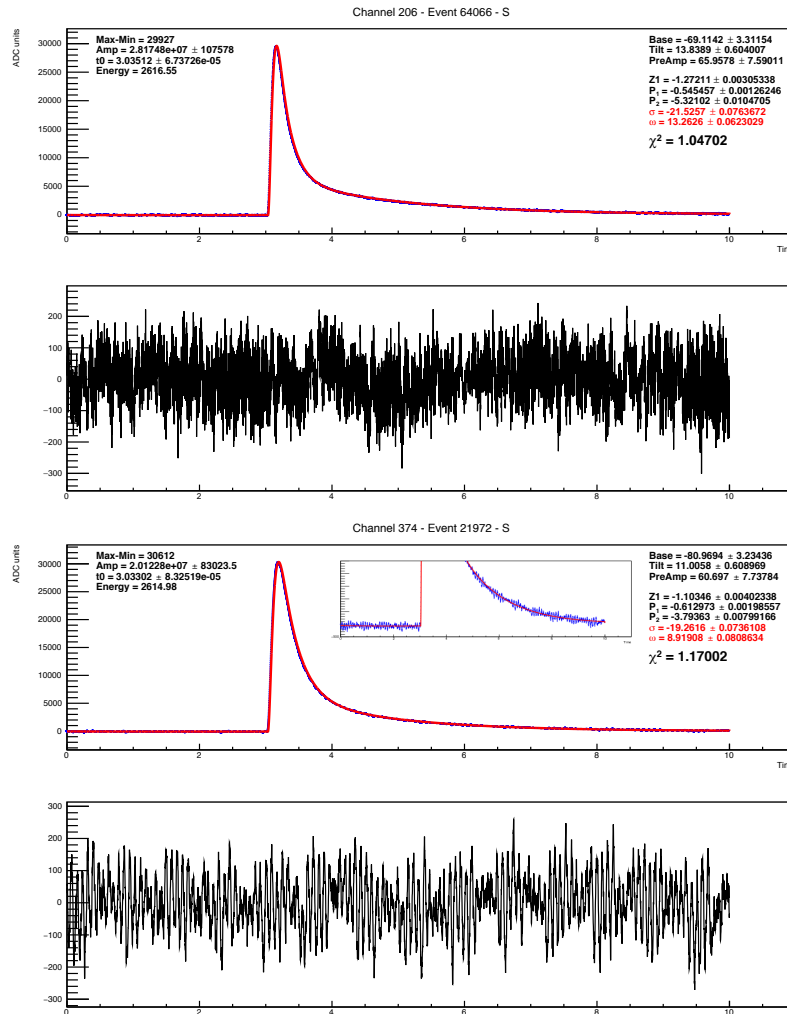 Channel 206 - Event 64066 - S
ADC units
Max-Min = 29927
Amp = 2.81748e+07 ± 107578
t0 = 3.03512 ± 6.73726e-05
Energy = 2616.55
Base = -69.1142 ± 3.31154
Tilt = 13.8389 ± 0.604007
PreAmp = 65.9578 ± 7.59011
Z1 = -1.27211 ± 0.00305338
P₁ = -0.545457 ± 0.00126246
P₂ = -5.32102 ± 0.0104705
σ = -21.5257 ± 0.0763672
ω = 13.2626 ± 0.0623029
χ² = 1.04702
30000
25000
20000
15000
10000
5000
0
0 2 4 6 8 10
Tim
200
100
0
−100
−200
−300
0 2 4 6 8 10
Channel 374 - Event 21972 - S
ADC units
Max-Min = 30612
Amp = 2.01228e+07 ± 83023.5
t0 = 3.03302 ± 8.32519e-05
Energy = 2614.98
Base = -80.9694 ± 3.23436
Tilt = 11.0058 ± 0.608969
PreAmp = 60.697 ± 7.73784
Z1 = -1.10346 ± 0.00402338
P₁ = -0.612973 ± 0.00198557
P₂ = -3.79363 ± 0.00799166
σ = -19.2616 ± 0.0736108
ω = 8.91908 ± 0.0808634
χ² = 1.17002
30000
25000
20000
15000
10000
5000
0
0 2 4 6 8 10
Tim
300
200
100
0
−100
−200
−300
0 2 4 6 8 10